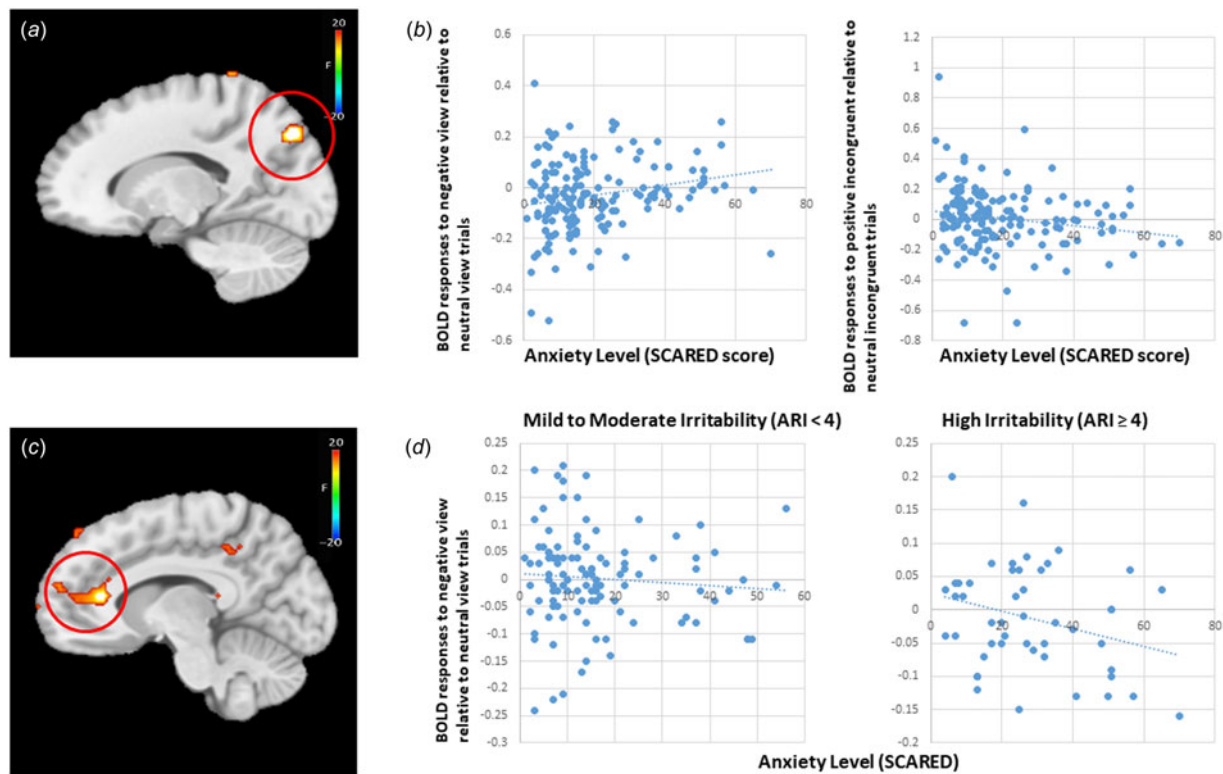 (a)
20
F
-20
(b)
BOLD responses to negative view relative to
neutral view trials
0.6
0.4
0.2
0
-0.2
-0.4
-0.6
0 20 40 60 80
Anxiety Level (SCARED score)
BOLD responses to positive incongruent relative to
neutral incongruent trials
1.2
1
0.8
0.6
0.4
0.2
0
-0.2
-0.4
-0.6
-0.8
0 20 40 60 80
Anxiety Level (SCARED score)
(c)
20
F
-20
(d)
Mild to Moderate Irritability (ARI < 4)
BOLD responses to negative view
relative to neutral view trials
0.25
0.2
0.15
0.1
0.05
0
-0.05
-0.1
-0.15
-0.2
-0.25
-0.3
0 10 20 30 40 50 60
High Irritability (ARI ≥ 4)
0.25
0.2
0.15
0.1
0.05
0
-0.05
-0.1
-0.15
-0.2
0 20 40 60 80
Anxiety Level (SCARED)